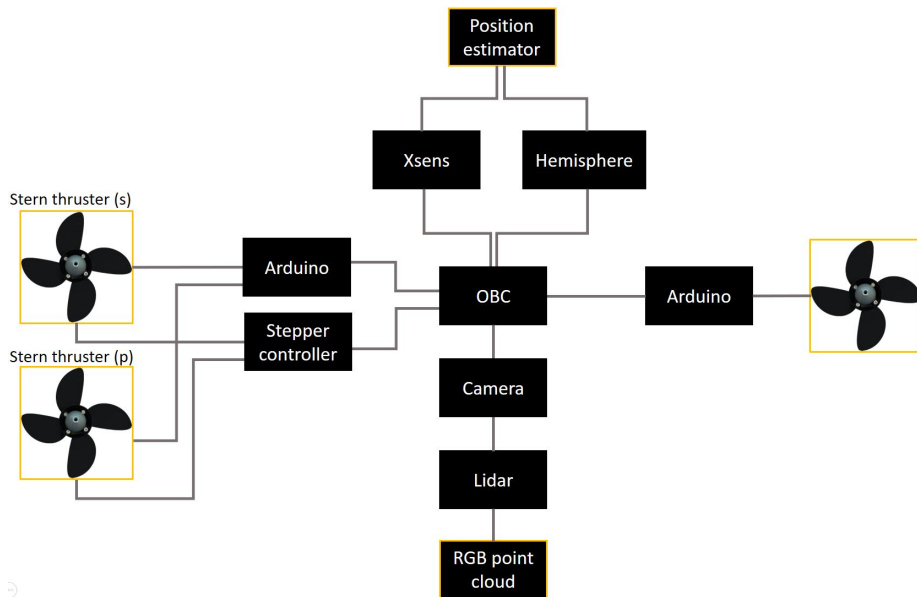 Position
estimator
Xsens
Hemisphere
Stern thruster (s)
Arduino
OBC
Arduino
Stepper
controller
Stern thruster (p)
Camera
Lidar
RGB point
cloud